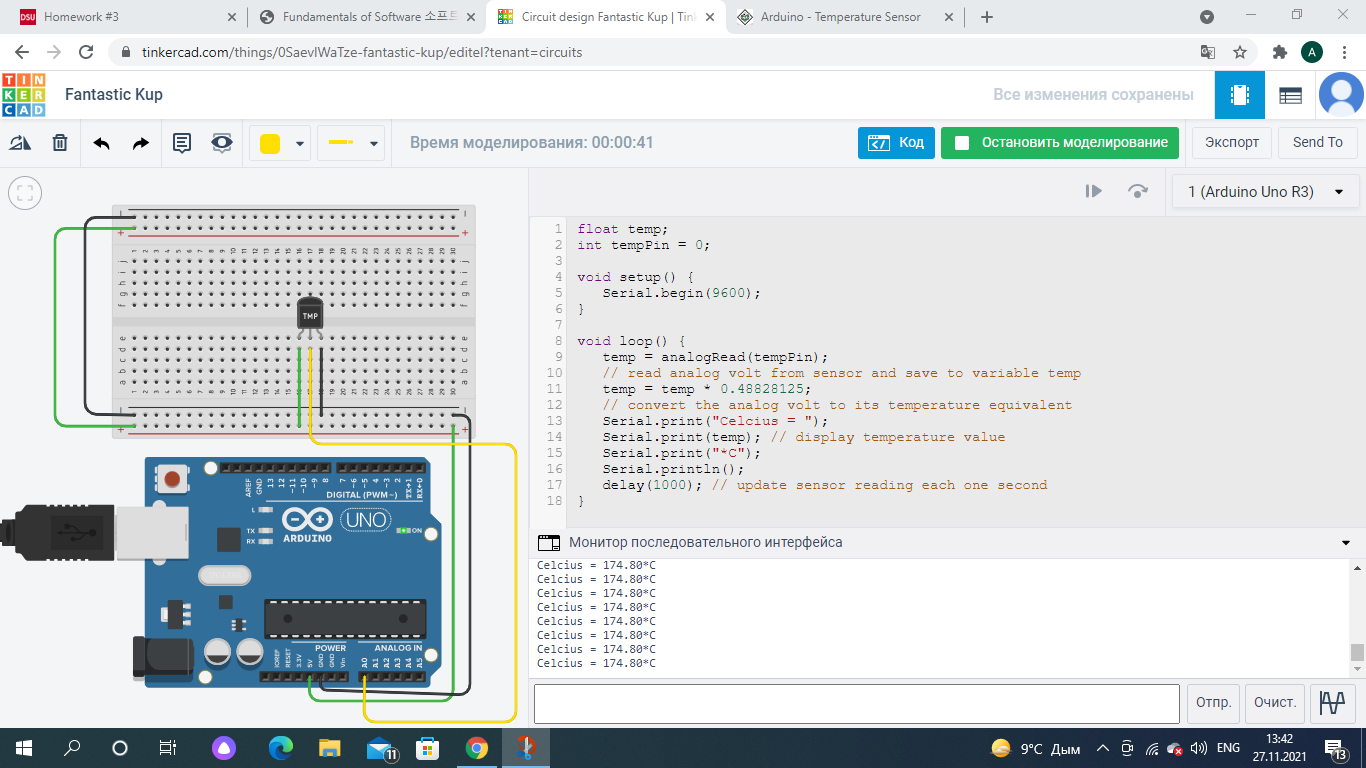 Homework #3
Fundamentals of Software 소프트
Circuit design Fantastic Kup | Tin
Arduino - Temperature Sensor
tinkercad.com/things/0SaevlWaTze-fantastic-kup/editel?tenant=circuits
A
TIN
KER
CAD
Fantastic Kup
Все изменения сохранены
Время моделирования: 00:00:41
Код
Остановить моделирование
Экспорт
Send To
1 (Arduino Uno R3)
1 float temp;
2 int tempPin = 0;
3
4 void setup() {
5 Serial.begin(9600);
6 }
7
8 void loop() {
9 temp = analogRead(tempPin);
10 // read analog volt from sensor and save to variable temp
11 temp = temp * 0.48828125;
12 // convert the analog volt to its temperature equivalent
13 Serial.print("Celcius = ");
14 Serial.print(temp); // display temperature value
15 Serial.print("*C");
16 Serial.println();
17 delay(1000); // update sensor reading each one second
18 }
Монитор последовательного интерфейса
Celcius = 174.80*C
Celcius = 174.80*C
Celcius = 174.80*C
Celcius = 174.80*C
Celcius = 174.80*C
Celcius = 174.80*C
Celcius = 174.80*C
Celcius = 174.80*C
Отпр.
Очист.
TMP
AREF
GND
13
12
~11
~10
~9
8
7
~6
~5
4
~3
2
TX→1
RX←0
DIGITAL (PWM~)
L
TX
RX
UNO
ARDUINO
ON
POWER
ANALOG IN
IOREF
RESET
3.3V
5V
GND
GND
Vin
A0
A1
A2
A3
A4
A5
11
9°C Дым
ENG
13:42
27.11.2021
13